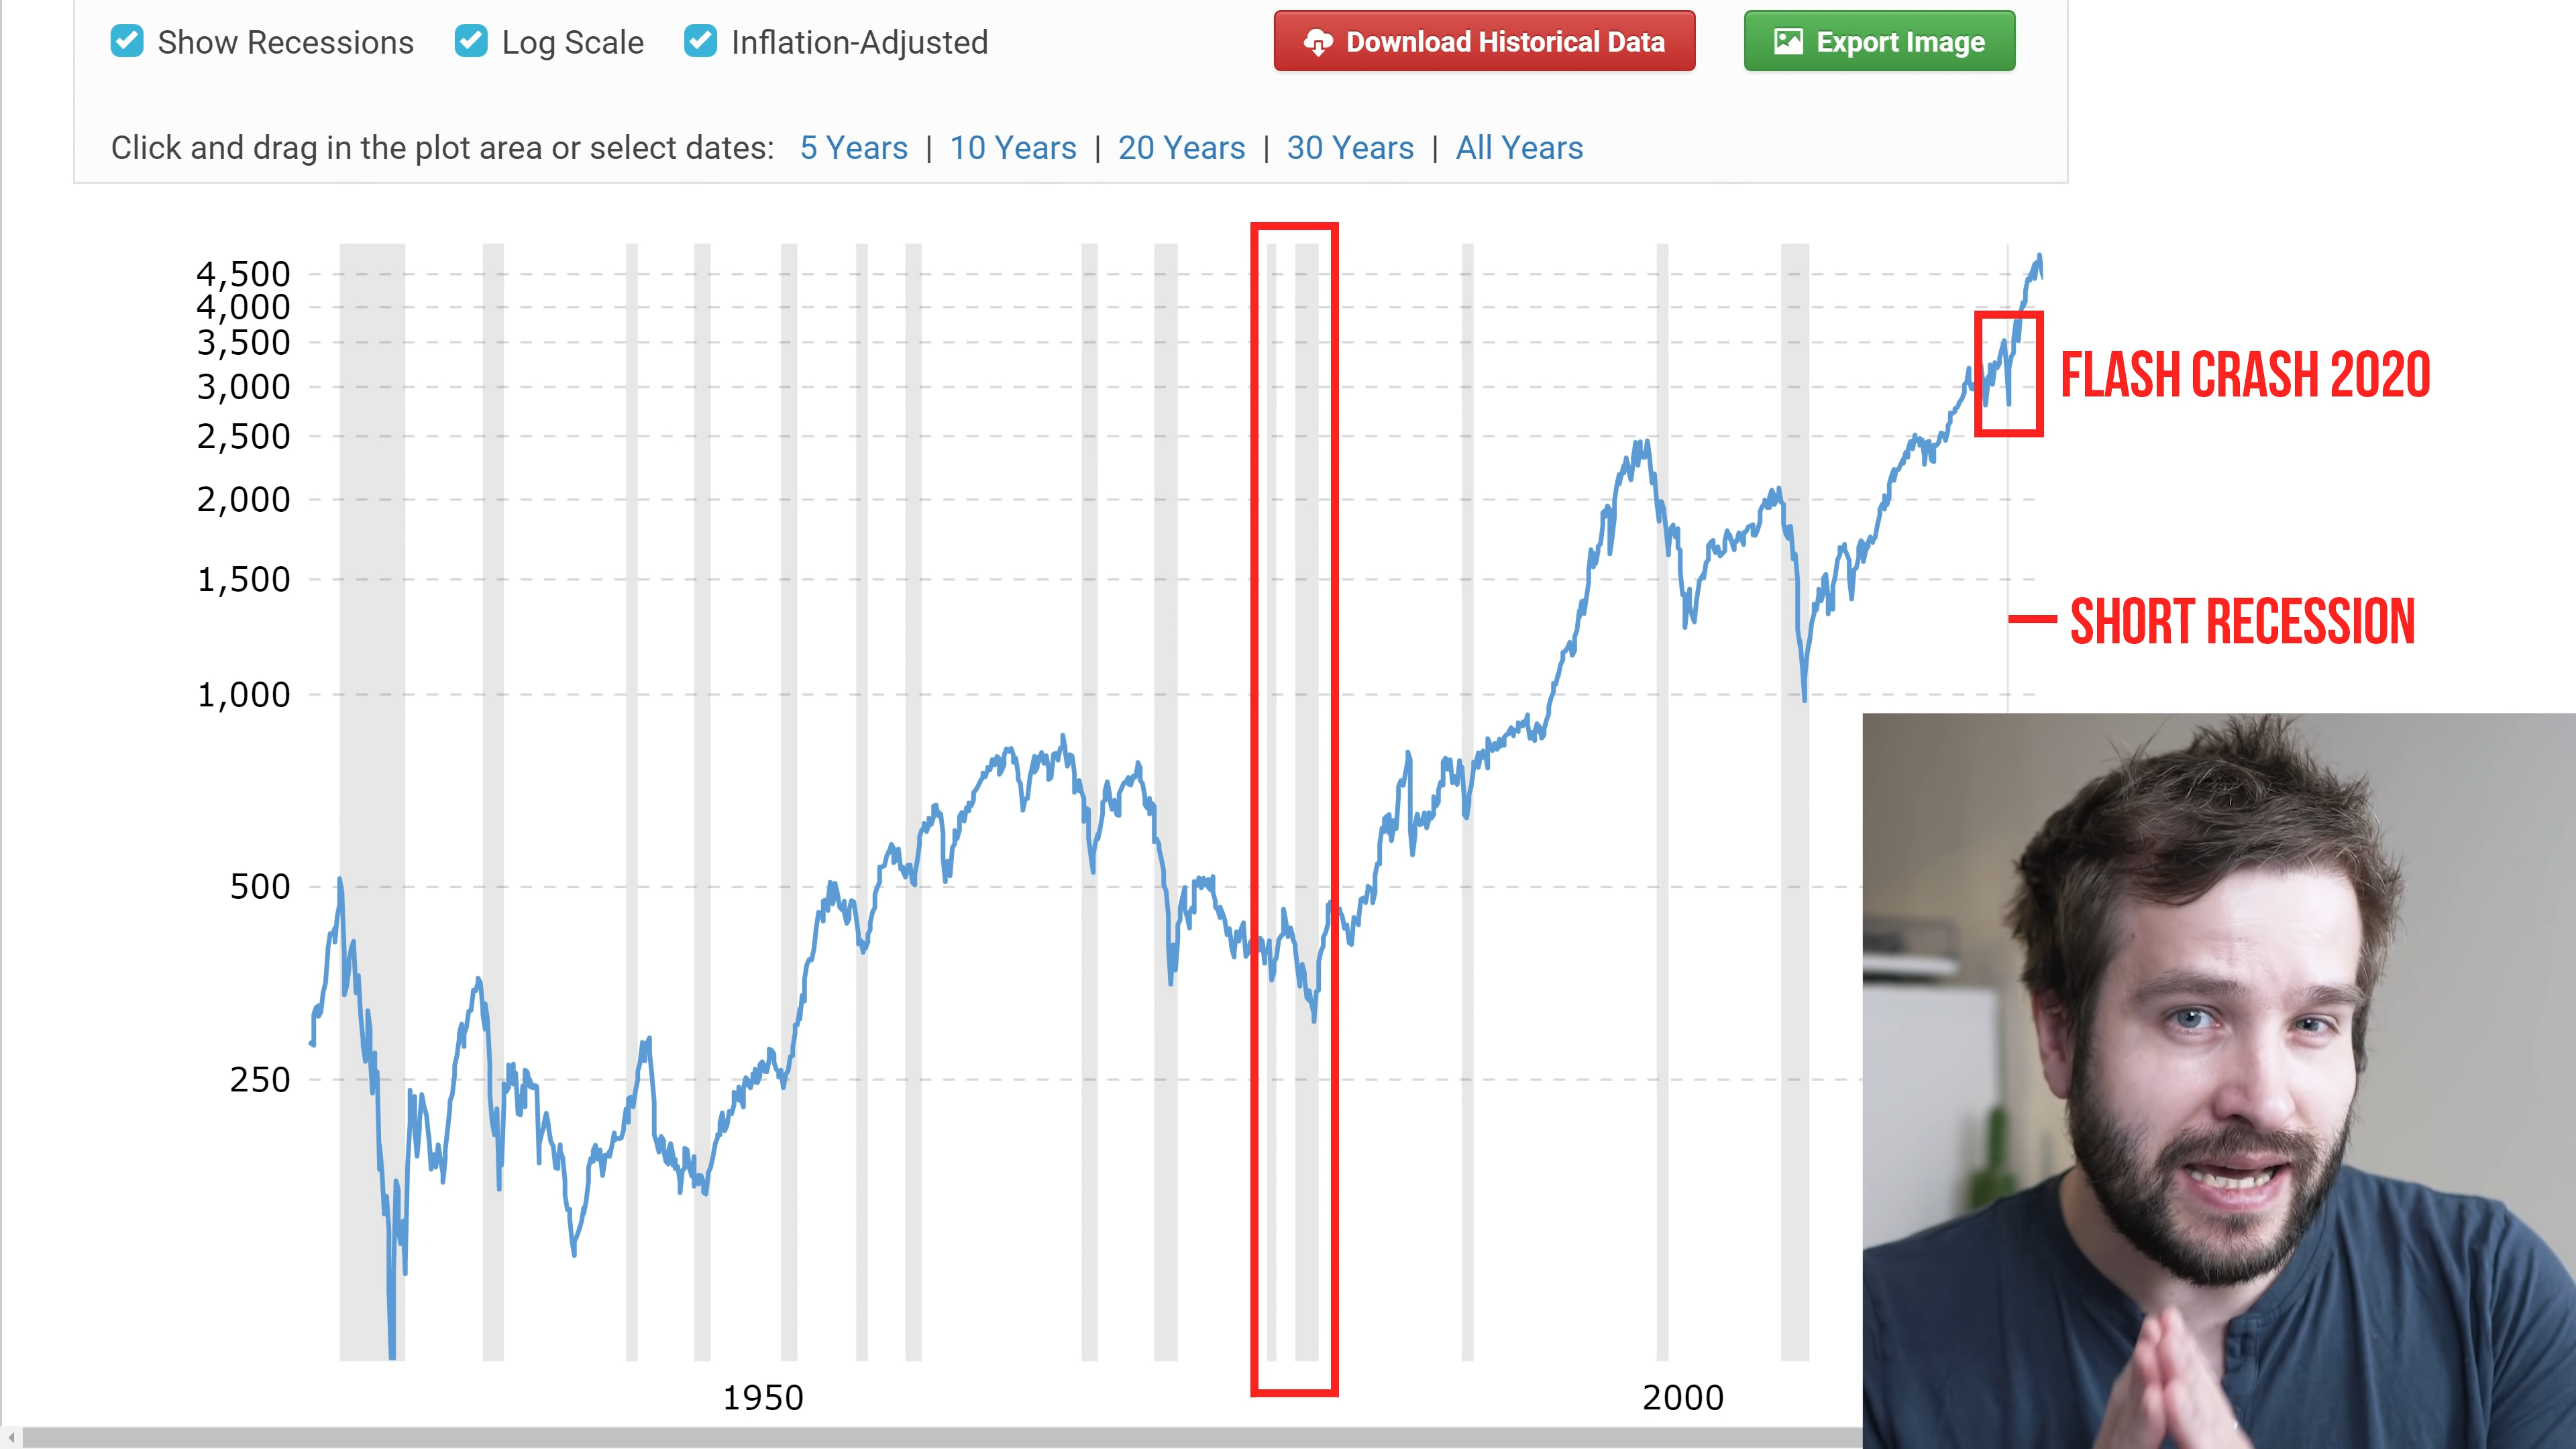 Show Recessions Log Scale Inflation-Adjusted Download Historical Data Export Image
Click and drag in the plot area or select dates: 5 Years | 10 Years | 20 Years | 30 Years | All Years
4,500
4,000
3,500
3,000
2,500
2,000
1,500
1,000
500
250
FLASH CRASH 2020
SHORT RECESSION
1950 2000